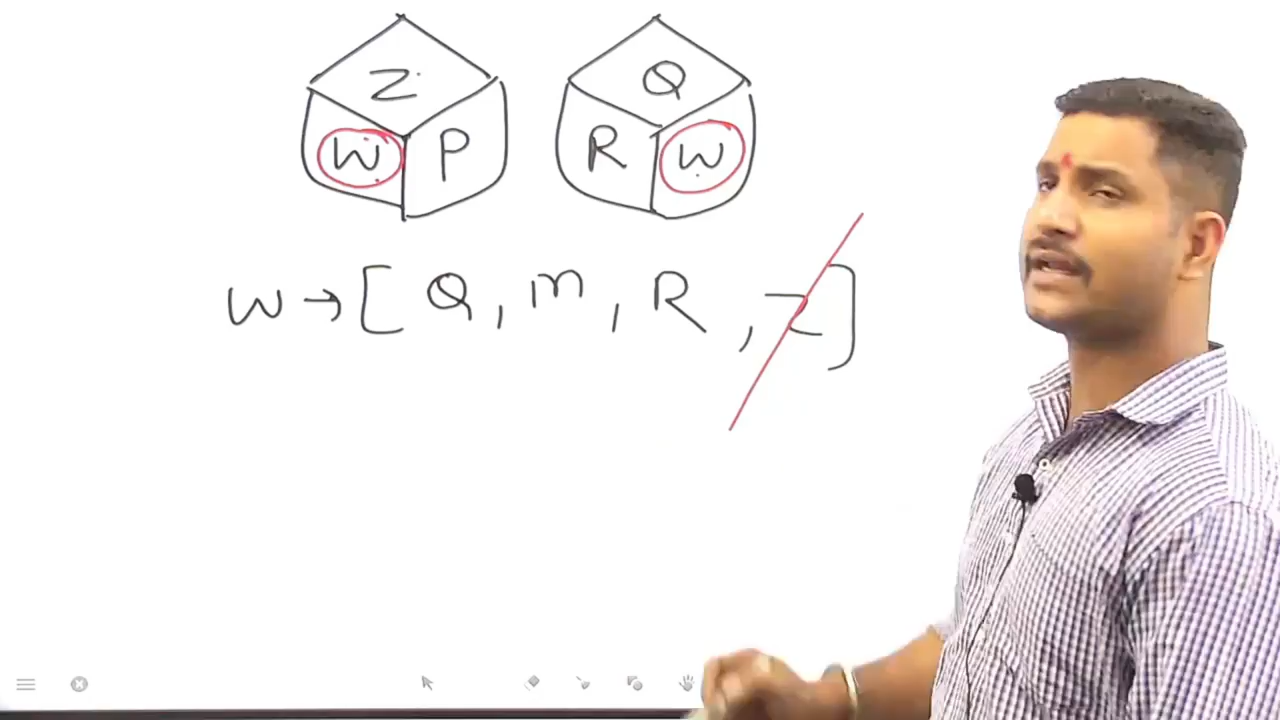 Z
W P
Q
R W
W → [ Q, m, R, Z ]